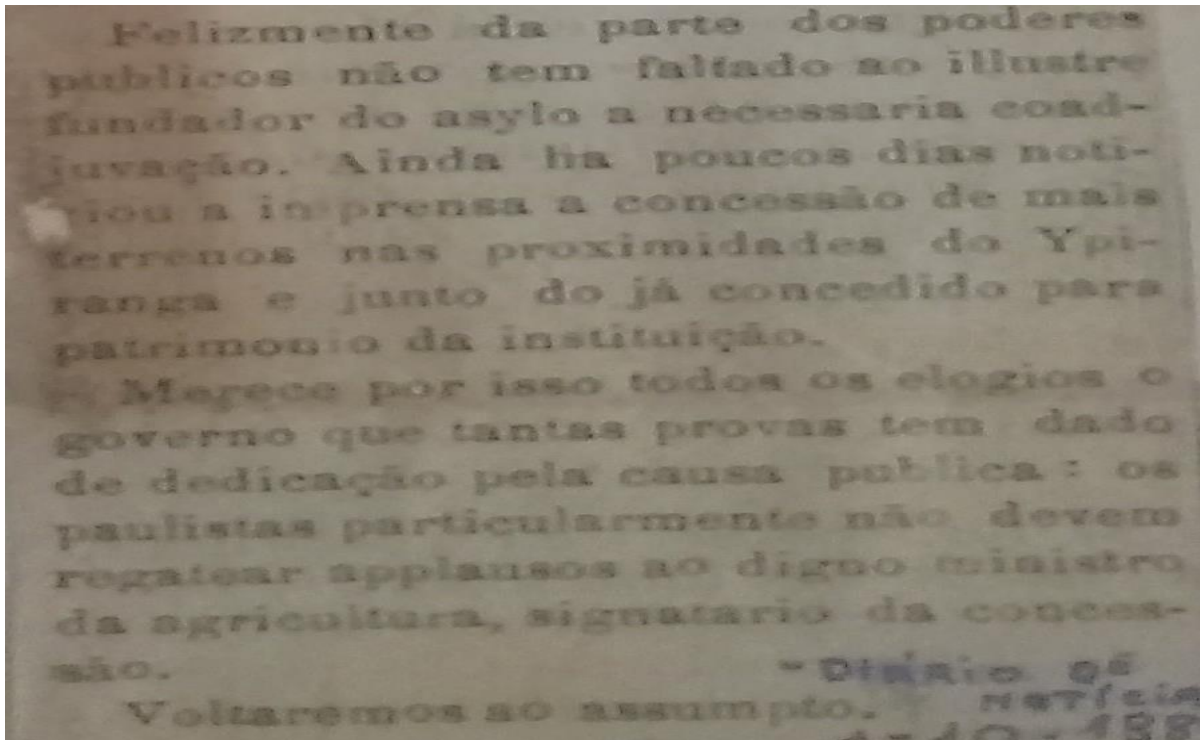 Felizmente da parte dos poderes
publicos não tem faltado ao illustre
fundador do asylo a necessaria coad-
juvação. Ainda ha poucos dias noti-
ciou a imprensa a concessão de mais
terrenos nas proximidades do Ypi-
ranga e junto do já concedido para
patrimonio da instituição.
Merece por isso todos os elogios o
governo que tantas provas tem dado
de dedicação pela causa publica: os
paulistas particularmente não devem
regatear applausos ao digno ministro
da agricultura, signatario da conces-
são.
Voltaremos ao assumpto.
"Diário de